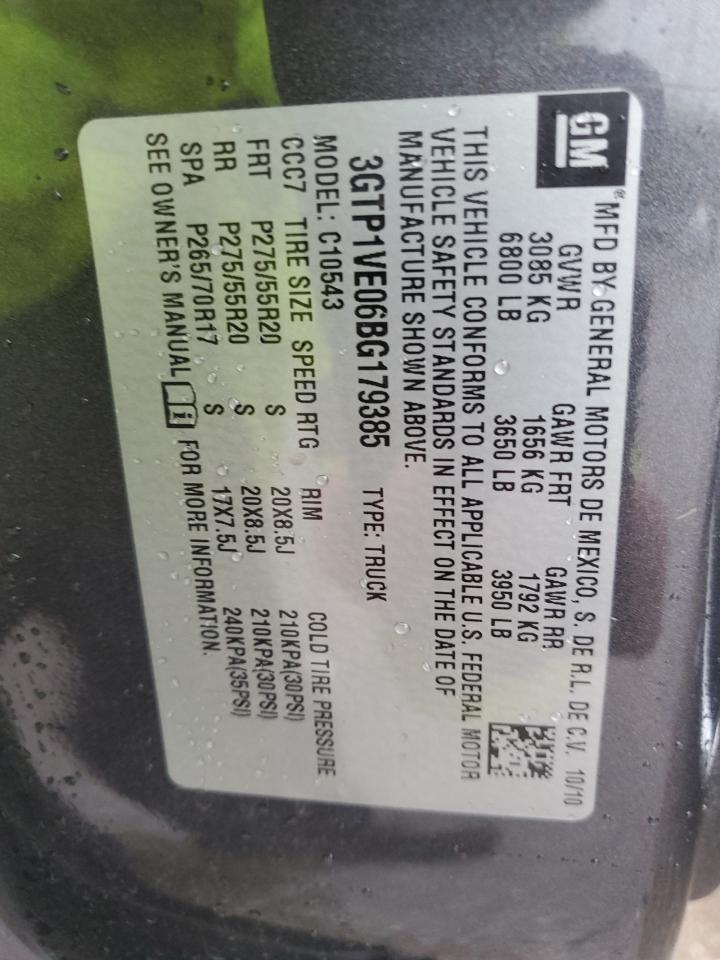 GM®
MFD BY GENERAL MOTORS DE MEXICO, S. DE R.L. DE C.V. 10/10
GVWR GAWR FRT GAWR RR
3085 KG 1656 KG 1792 KG
6800 LB 3650 LB 3950 LB
THIS VEHICLE CONFORMS TO ALL APPLICABLE U.S. FEDERAL MOTOR
VEHICLE SAFETY STANDARDS IN EFFECT ON THE DATE OF
MANUFACTURE SHOWN ABOVE.
3GTP1VE06BG179385 TYPE: TRUCK
MODEL: C10543
CCC7 TIRE SIZE SPEED RTG RIM COLD TIRE PRESSURE
FRT P275/55R20 S 20X8.5J 210KPA(30PSI)
RR P275/55R20 S 20X8.5J 210KPA(30PSI)
SPA P265/70R17 S 17X7.5J 240KPA(35PSI)
SEE OWNER'S MANUAL i FOR MORE INFORMATION.